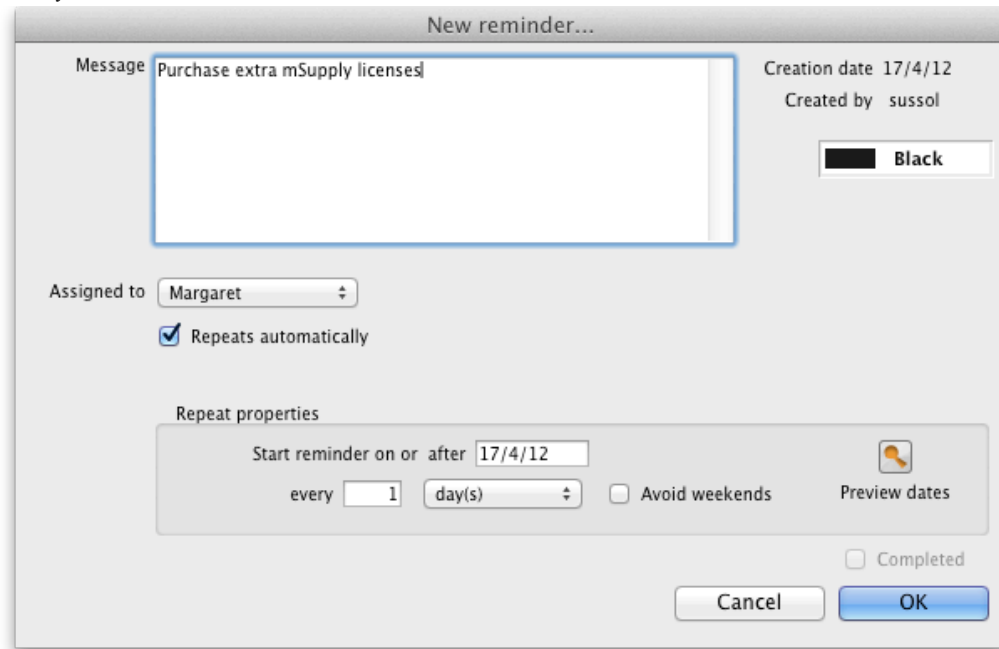 New reminder...
Message Purchase extra mSupply licenses Creation date 17/4/12
Created by sussol
Black
Assigned to Margaret
Repeats automatically
Repeat properties
Start reminder on or after 17/4/12
every 1 day(s) Avoid weekends Preview dates
Completed
Cancel OK